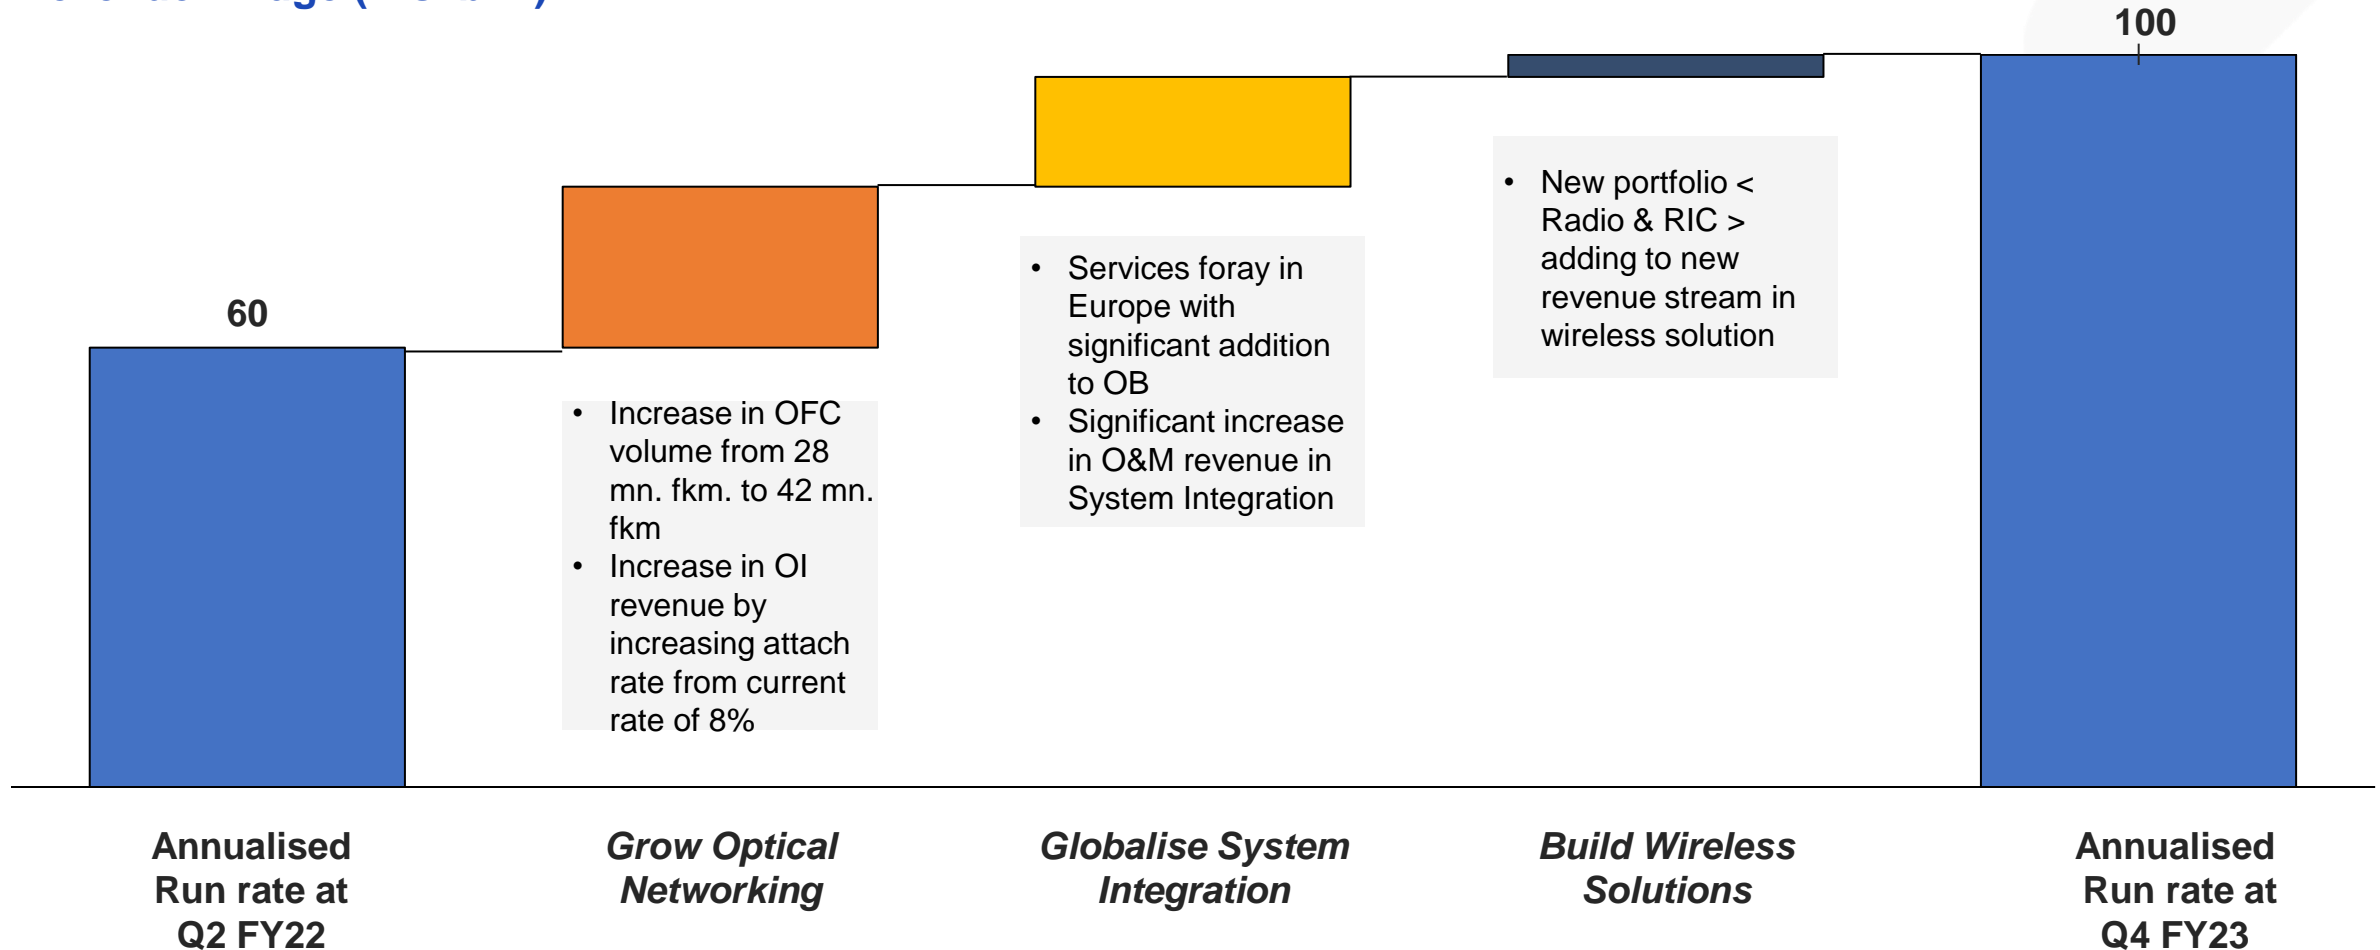 100
60
• Increase in OFC
volume from 28
mn. fkm. to 42 mn.
fkm
• Increase in OI
revenue by
increasing attach
rate from current
rate of 8%
• Services foray in
Europe with
significant addition
to OB
• Significant increase
in O&M revenue in
System Integration
• New portfolio <
Radio & RIC >
adding to new
revenue stream in
wireless solution
Annualised
Run rate at
Q2 FY22
Grow Optical
Networking
Globalise System
Integration
Build Wireless
Solutions
Annualised
Run rate at
Q4 FY23